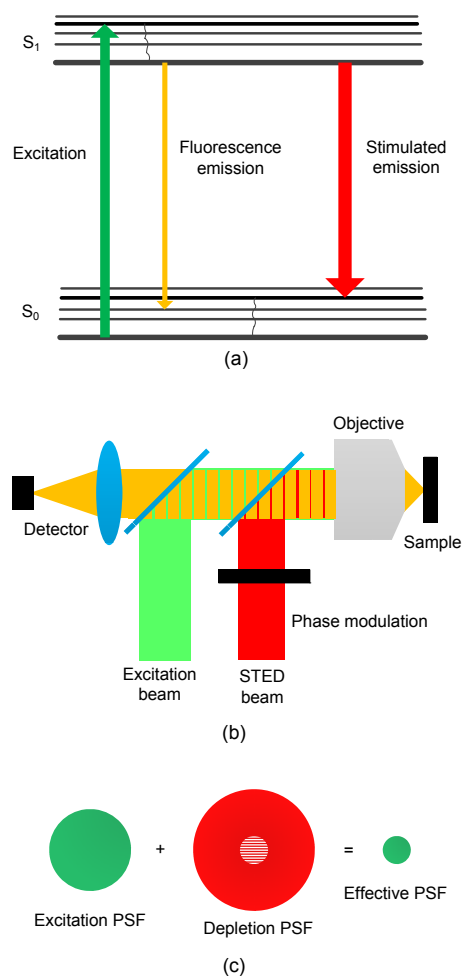 S₁
Excitation
Fluorescence
emission
Stimulated
emission
S₀
(a)
Objective
Detector
Sample
Phase modulation
Excitation
beam
STED
beam
(b)
+
=
Excitation PSF
Depletion PSF
Effective PSF
(c)